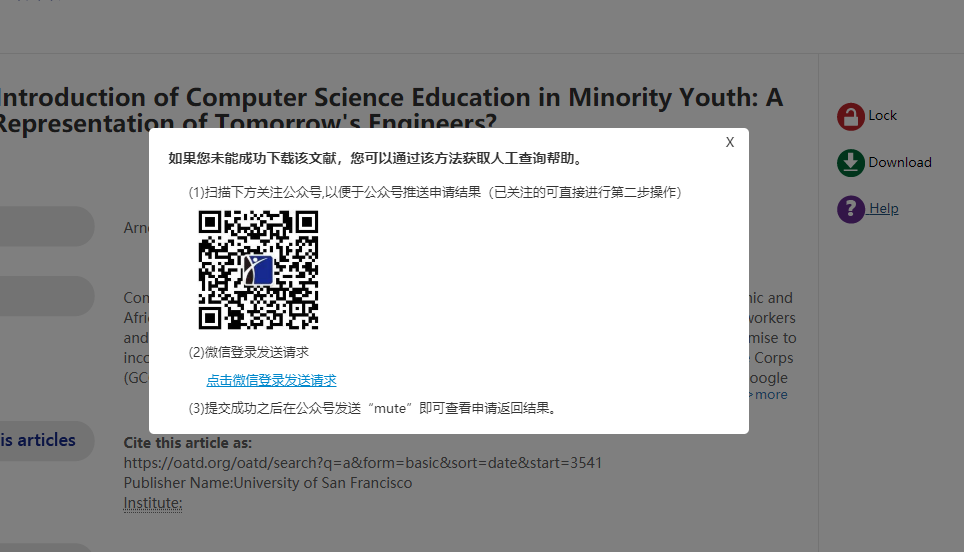 Introduction of Computer Science Education in Minority Youth: A
Representation of Tomorrow's Engineers?
Lock
Download
Help
X
如果您未能成功下载该文献，您可以通过该方法获取人工查询帮助。
(1)扫描下方关注公众号,以便于公众号推送申请结果（已关注的可直接进行第二步操作）
(2)微信登录发送请求
点击微信登录发送请求
(3)提交成功之后在公众号发送“mute”即可查看申请返回结果。
and
workers
and
to
Corps
(GC
>more
is articles
Cite this article as:
https://oatd.org/oatd/search?q=a&form=basic&sort=date&start=3541
Publisher Name:University of San Francisco
Institute: